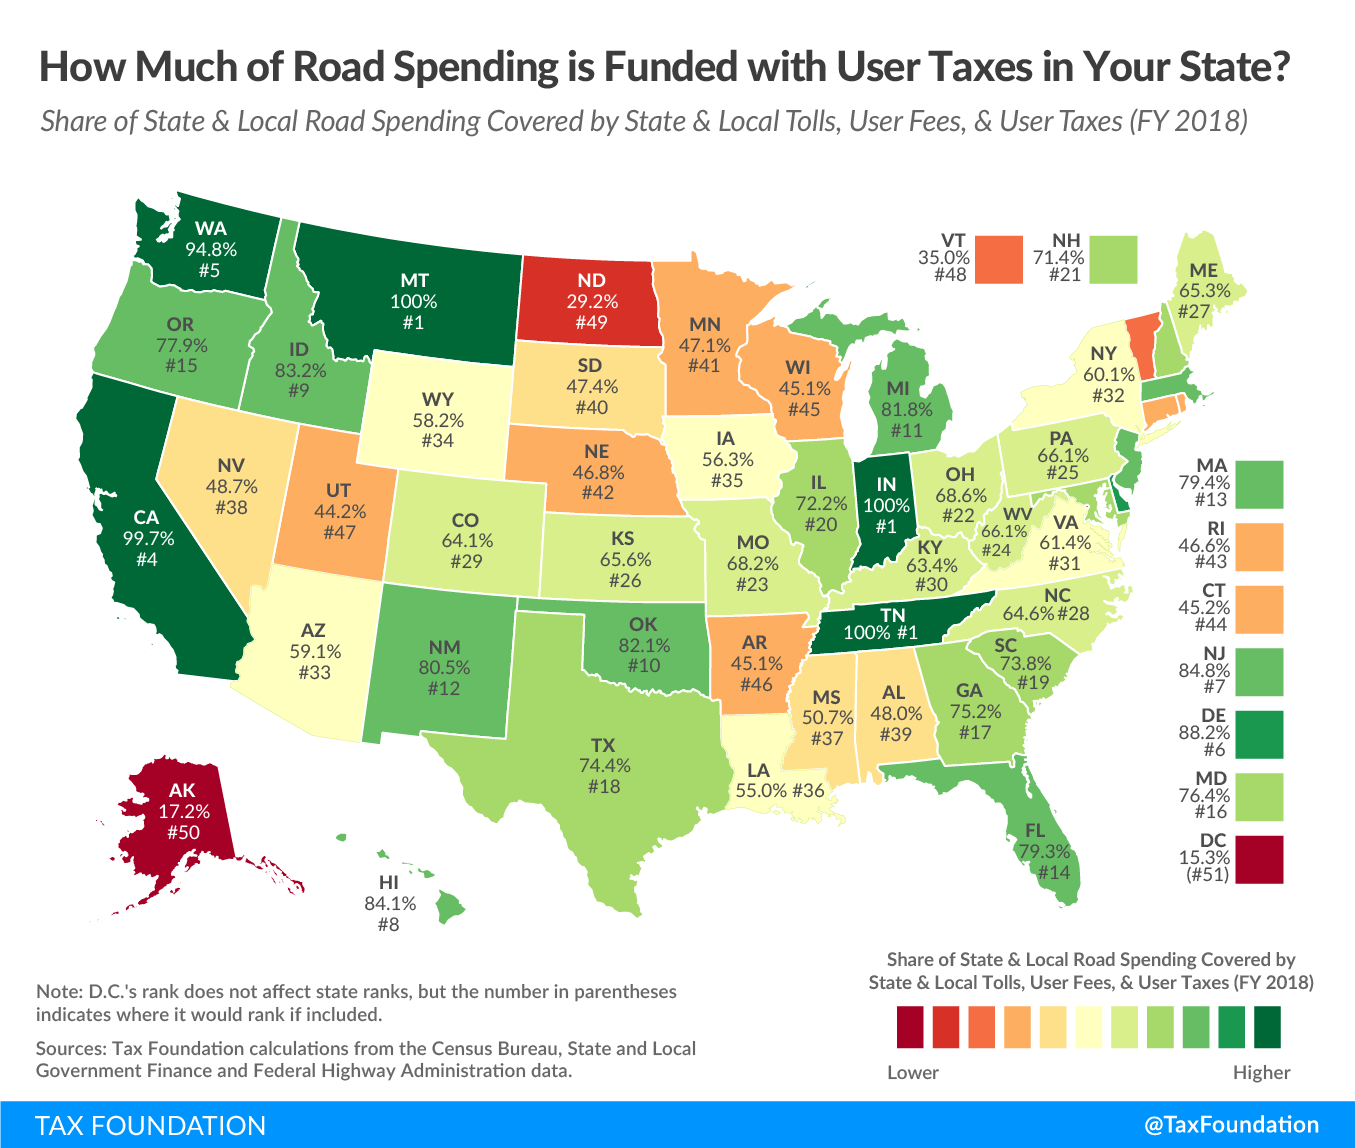 How Much of Road Spending is Funded with User Taxes in Your State?
Share of State & Local Road Spending Covered by State & Local Tolls, User Fees, & User Taxes (FY 2018)
WA
94.8%
#5
MT
100%
#1
ND
29.2%
#49
MN
47.1%
#41
VT
35.0%
#48
NH
71.4%
#21
ME
65.3%
#27
OR
77.9%
#15
ID
83.2%
#9
SD
47.4%
#40
WI
45.1%
#45
MI
81.8%
#11
NY
60.1%
#32
WY
58.2%
#34
IA
56.3%
#35
PA
66.1%
#25
NV
48.7%
#38
UT
44.2%
#47
NE
46.8%
#42
IL
72.2%
#20
IN
100%
#1
OH
68.6%
#22
WV
66.1%
#24
VA
61.4%
#31
CA
99.7%
#4
CO
64.1%
#29
KS
65.6%
#26
MO
68.2%
#23
KY
63.4%
#30
NC
64.6% #28
TN
100% #1
AZ
59.1%
#33
NM
80.5%
#12
OK
82.1%
#10
AR
45.1%
#46
SC
73.8%
#19
MS
50.7%
#37
AL
48.0%
#39
GA
75.2%
#17
TX
74.4%
#18
LA
55.0% #36
FL
79.3%
#14
AK
17.2%
#50
HI
84.1%
#8
MA
79.4%
#13
RI
46.6%
#43
CT
45.2%
#44
NJ
84.8%
#7
DE
88.2%
#6
MD
76.4%
#16
DC
15.3%
(#51)
Note: D.C.'s rank does not affect state ranks, but the number in parentheses
indicates where it would rank if included.
Sources: Tax Foundation calculations from the Census Bureau, State and Local
Government Finance and Federal Highway Administration data.
Share of State & Local Road Spending Covered by
State & Local Tolls, User Fees, & User Taxes (FY 2018)
Lower
Higher
TAX FOUNDATION
@TaxFoundation